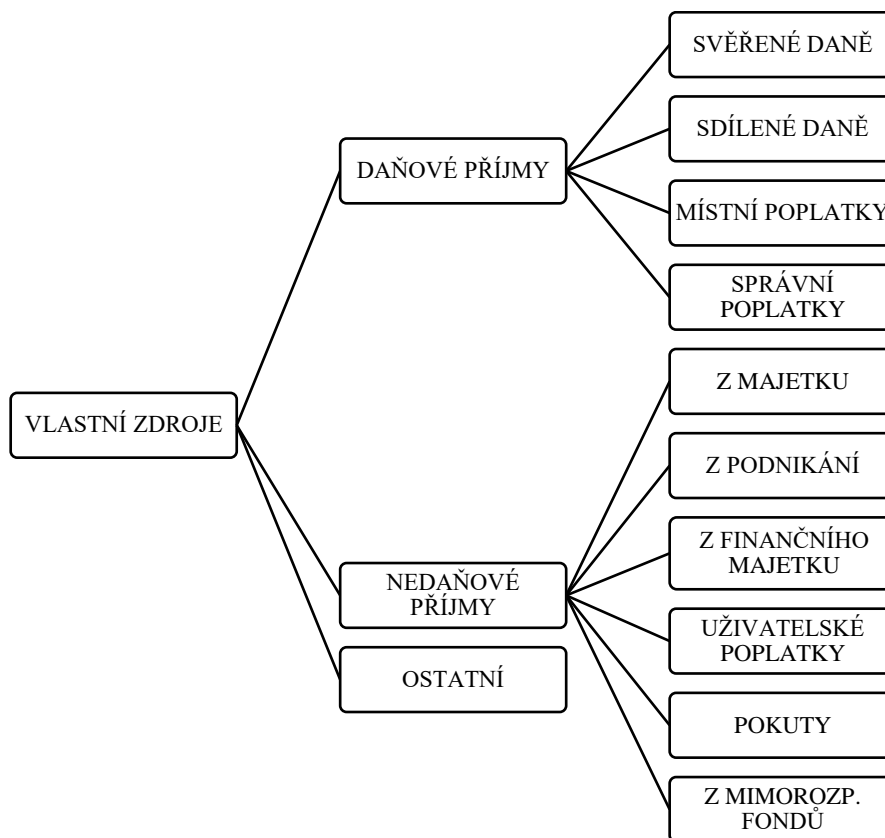 SVĚŘENÉ DANĚ
SDÍLENÉ DANĚ
DAŇOVÉ PŘÍJMY
MÍSTNÍ POPLATKY
SPRÁVNÍ
POPLATKY
Z MAJETKU
VLASTNÍ ZDROJE
Z PODNIKÁNÍ
Z FINANČNÍHO
MAJETKU
NEDAŇOVÉ
PŘÍJMY
UŽIVATELSKÉ
POPLATKY
OSTATNÍ
POKUTY
Z MIMOROZP.
FONDŮ